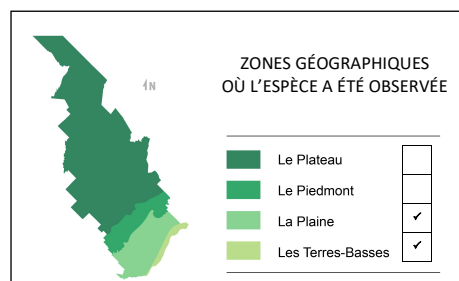 ZONES GÉOGRAPHIQUES
OÙ L'ESPÈCE A ÉTÉ OBSERVÉE
N
Le Plateau
Le Piedmont
La Plaine ✓
Les Terres-Basses ✓